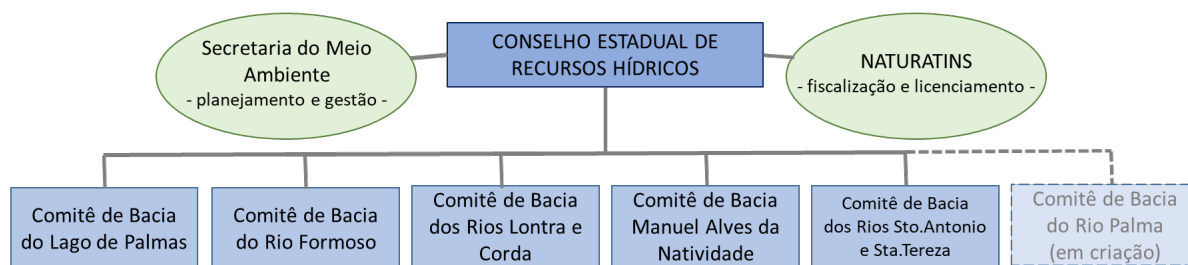 Secretaria do Meio
Ambiente
- planejamento e gestão -
CONSELHO ESTADUAL DE
RECURSOS HÍDRICOS
NATURATINS
- fiscalização e licenciamento -
Comitê de Bacia
do Lago de Palmas
Comitê de Bacia
do Rio Formoso
Comitê de Bacia
dos Rios Lontra e
Corda
Comitê de Bacia
Manuel Alves da
Natividade
Comitê de Bacia
dos Rios Sto.Antonio
e Sta.Tereza
Comitê de Bacia
do Rio Palma
(em criação)